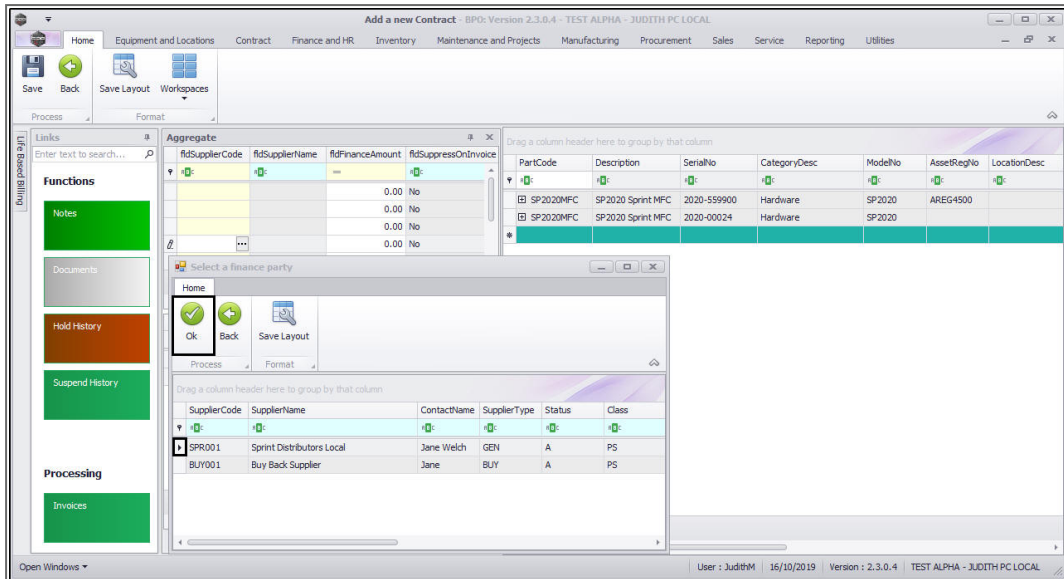 Add a new Contract - BPO: Version 2.3.0.4 - TEST ALPHA - JUDITH PC LOCAL
Home Equipment and Locations Contract Finance and HR Inventory Maintenance and Projects Manufacturing Procurement Sales Service Reporting Utilities
Save Back Save Layout Workspaces
Process Format
Life Based Billing
Links
Enter text to search...
Functions
Notes
Documents
Hold History
Suspend History
Processing
Invoices
Aggregate
fldSupplierCode fldSupplierName fldFinanceAmount fldSuppressOnInvoice
0.00 No
0.00 No
0.00 No
0.00 No
Drag a column header here to group by that column
PartCode Description SerialNo CategoryDesc ModelNo AssetRegNo LocationDesc
SP2020MFC SP2020 Sprint MFC 2020-559900 Hardware SP2020 AREG4500
SP2020MFC SP2020 Sprint MFC 2020-00024 Hardware SP2020
Select a finance party
Home
Ok Back Save Layout
Process Format
Drag a column header here to group by that column
SupplierCode SupplierName ContactName SupplierType Status Class
SPR001 Sprint Distributors Local Jane Welch GEN A PS
BUY001 Buy Back Supplier Jane BUY A PS
Open Windows
User : JudithM 16/10/2019 Version : 2.3.0.4 TEST ALPHA - JUDITH PC LOCAL